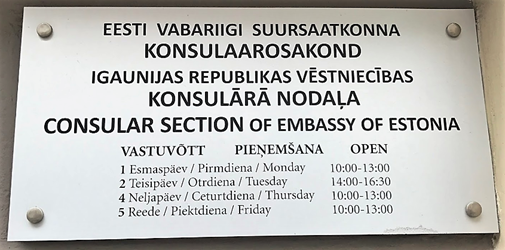 EESTI VABARIIGI SUURSAATKONNA
KONSULAAROSAKOND
IGAUNIJAS REPUBLIKAS VĒSTNIECĪBAS
KONSULĀRĀ NODAĻA
CONSULAR SECTION OF EMBASSY OF ESTONIA
VASTUVÕTT PIEŅEMŠANA OPEN
1 Esmaspäev / Pirmdiena / Monday 10:00-13:00
2 Teisipäev / Otrdiena / Tuesday 14:00-16:30
4 Neljapäev / Ceturtdiena / Thursday 10:00-13:00
5 Reede / Piektdiena / Friday 10:00-13:00